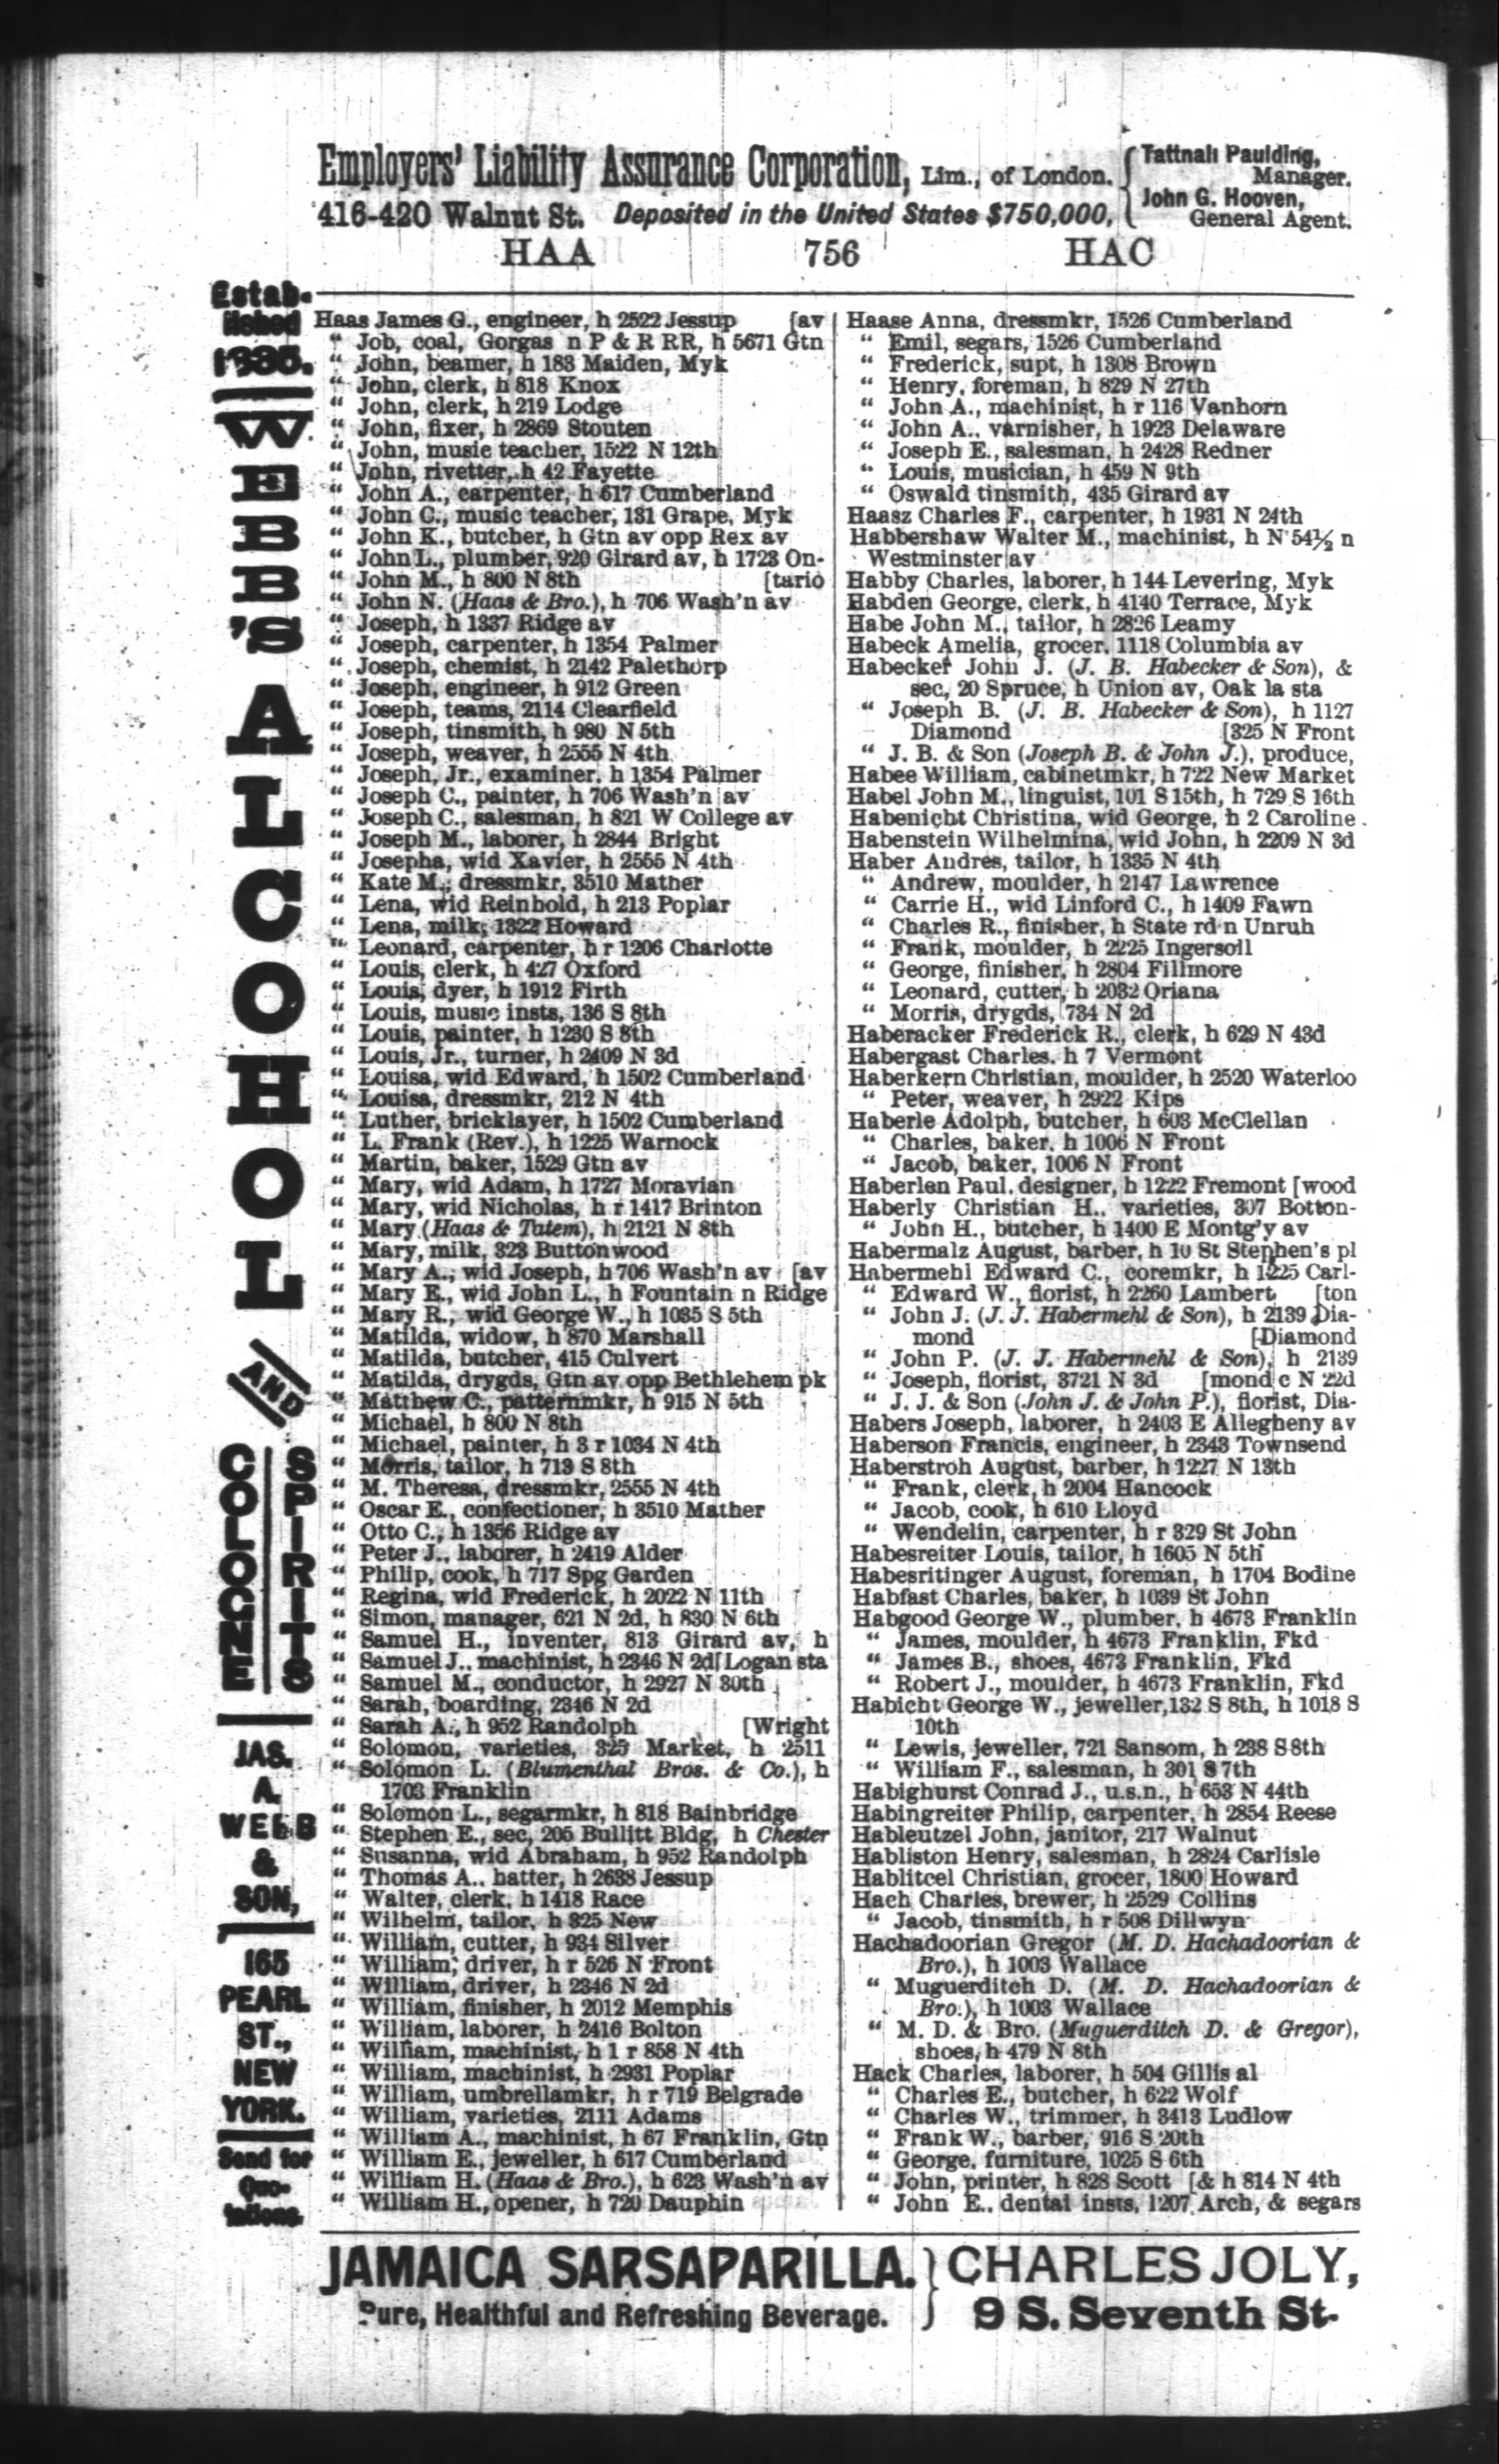 Employers' Liability Assurance Corporation, Lim., of London.
416-420 Walnut St. Deposited in the United States $750,000,
Tattnall Paulding,
Manager.
John G. Hooven,
General Agent.
HAA 756 HAC
Estab-
lished
1835.
WEBB'S
ALCOHOL
AND
COLOGNE
SPIRITS
JAS.
A.
WEBB
&
SON,
165
PEARL
ST.,
NEW
YORK.
Send for
Quo-
tations.
Haas James G., engineer, h 2522 Jessup [av
" Job, coal, Gorgas n P & R RR, h 5671 Gtn
" John, beamer, h 183 Maiden, Myk
" John, clerk, h 818 Knox
" John, clerk, h 219 Lodge
" John, fixer, h 2869 Stouten
" John, music teacher, 1522 N 12th
" John, rivetter, h 42 Fayette
" John A., carpenter, h 617 Cumberland
" John C., music teacher, 131 Grape, Myk
" John K., butcher, h Gtn av opp Rex av
" John L., plumber, 920 Girard av, h 1723 On-
" John M., h 800 N 8th [tario
" John N. (Haas & Bro.), h 706 Wash'n av
" Joseph, h 1337 Ridge av
" Joseph, carpenter, h 1354 Palmer
" Joseph, chemist, h 2142 Palethorp
" Joseph, engineer, h 912 Green
" Joseph, teams, 2114 Clearfield
" Joseph, tinsmith, h 980 N 5th
" Joseph, weaver, h 2555 N 4th
" Joseph, Jr., examiner, h 1354 Palmer
" Joseph C., painter, h 706 Wash'n av
" Joseph C., salesman, h 821 W College av
" Joseph M., laborer, h 2844 Bright
" Josepha, wid Xavier, h 2555 N 4th
" Kate M., dressmkr, 3510 Mather
" Lena, wid Reinbold, h 213 Poplar
" Lena, milk, 1322 Howard
" Leonard, carpenter, h r 1206 Charlotte
" Louis, clerk, h 427 Oxford
" Louis, dyer, h 1912 Firth
" Louis, music insts, 136 S 8th
" Louis, painter, h 1230 S 8th
" Louis, Jr., turner, h 2409 N 3d
" Louisa, wid Edward, h 1502 Cumberland
" Louisa, dressmkr, 212 N 4th
" Luther, bricklayer, h 1502 Cumberland
" L. Frank (Rev.), h 1225 Warnock
" Martin, baker, 1529 Gtn av
" Mary, wid Adam, h 1727 Moravian
" Mary, wid Nicholas, h r 1417 Brinton
" Mary (Haas & Tatem), h 2121 N 8th
" Mary, milk, 323 Buttonwood
" Mary A., wid Joseph, h 706 Wash'n av [av
" Mary E., wid John L., h Fountain n Ridge
" Mary R., wid George W., h 1035 S 5th
" Matilda, widow, h 870 Marshall
" Matilda, butcher, 415 Culvert
" Matilda, drygds, Gtn av opp Bethlehem pk
" Matthew C., patternmkr, h 915 N 5th
" Michael, h 800 N 8th
" Michael, painter, h 3 r 1034 N 4th
" Morris, tailor, h 713 S 8th
" M. Theresa, dressmkr, 2555 N 4th
" Oscar E., confectioner, h 3510 Mather
" Otto C., h 1356 Ridge av
" Peter J., laborer, h 2419 Alder
" Philip, cook, h 717 Spg Garden
" Regina, wid Frederick, h 2022 N 11th
" Simon, manager, 621 N 2d, h 830 N 6th
" Samuel H., inventer, 813 Girard av, h
" Samuel J., machinist, h 2346 N 2d [Logan sta
" Samuel M., conductor, h 2927 N 30th
" Sarah, boarding, 2346 N 2d
" Sarah A., h 952 Randolph [Wright
" Solomon, varieties, 325 Market, h 2511
" Solomon L. (Blumenthal Bros. & Co.), h
1703 Franklin
" Solomon L., segarmkr, h 818 Bainbridge
" Stephen E., sec, 205 Bullitt Bldg, h Chester
" Susanna, wid Abraham, h 952 Randolph
" Thomas A., hatter, h 2638 Jessup
" Walter, clerk, h 1418 Race
" Wilhelm, tailor, h 325 New
" William, cutter, h 934 Silver
" William, driver, h r 526 N Front
" William, driver, h 2346 N 2d
" William, finisher, h 2012 Memphis
" William, laborer, h 2416 Bolton
" William, machinist, h 1 r 858 N 4th
" William, machinist, h 2931 Poplar
" William, umbrellamkr, h r 719 Belgrade
" William, varieties, 2111 Adams
" William A., machinist, h 67 Franklin, Gtn
" William E., jeweller, h 617 Cumberland
" William H. (Haas & Bro.), h 623 Wash'n av
" William H., opener, h 720 Dauphin
Haase Anna, dressmkr, 1526 Cumberland
" Emil, segars, 1526 Cumberland
" Frederick, supt, h 1308 Brown
" Henry, foreman, h 829 N 27th
" John A., machinist, h r 116 Vanhorn
" John A., varnisher, h 1923 Delaware
" Joseph E., salesman, h 2428 Redner
" Louis, musician, h 459 N 9th
" Oswald tinsmith, 435 Girard av
Haasz Charles F., carpenter, h 1931 N 24th
Habbershaw Walter M., machinist, h N 54½ n
Westminster av
Habby Charles, laborer, h 144 Levering, Myk
Habden George, clerk, h 4140 Terrace, Myk
Habe John M., tailor, h 2826 Leamy
Habeck Amelia, grocer, 1118 Columbia av
Habecker John J. (J. B. Habecker & Son), &
sec, 20 Spruce, h Union av, Oak la sta
" Joseph B. (J. B. Habecker & Son), h 1127
Diamond [325 N Front
" J. B. & Son (Joseph B. & John J.), produce,
Habee William, cabinetmkr, h 722 New Market
Habel John M., linguist, 101 S 15th, h 729 S 16th
Habenicht Christina, wid George, h 2 Caroline
Habenstein Wilhelmina, wid John, h 2209 N 3d
Haber Andres, tailor, h 1335 N 4th
" Andrew, moulder, h 2147 Lawrence
" Carrie H., wid Linford C., h 1409 Fawn
" Charles R., finisher, h State rd n Unruh
" Frank, moulder, h 2225 Ingersoll
" George, finisher, h 2804 Fillmore
" Leonard, cutter, h 2032 Oriana
" Morris, drygds, 734 N 2d
Haberacker Frederick R., clerk, h 629 N 43d
Habergast Charles, h 7 Vermont
Haberkern Christian, moulder, h 2520 Waterloo
" Peter, weaver, h 2922 Kips
Haberle Adolph, butcher, h 603 McClellan
" Charles, baker, h 1006 N Front
" Jacob, baker, 1006 N Front
Haberlen Paul, designer, h 1222 Fremont [wood
Haberly Christian H., varieties, 307 Botton-
" John H., butcher, h 1400 E Montg'y av
Habermalz August, barber, h 10 St Stephen's pl
Habermehl Edward C., coremkr, h 1225 Carl-
" Edward W., florist, h 2260 Lambert [ton
" John J. (J. J. Habermehl & Son), h 2139 Dia-
mond [Diamond
" John P. (J. J. Habermehl & Son), h 2139
" Joseph, florist, 3721 N 3d [mond c N 22d
" J. J. & Son (John J. & John P.), florist, Dia-
Habers Joseph, laborer, h 2403 E Allegheny av
Haberson Francis, engineer, h 2343 Townsend
Haberstroh August, barber, h 1227 N 13th
" Frank, clerk, h 2004 Hancock
" Jacob, cook, h 610 Lloyd
" Wendelin, carpenter, h r 329 St John
Habesreiter Louis, tailor, h 1605 N 5th
Habesritinger August, foreman, h 1704 Bodine
Habfast Charles, baker, h 1039 St John
Habgood George W., plumber, h 4673 Franklin
" James, moulder, h 4673 Franklin, Fkd
" James B., shoes, 4673 Franklin, Fkd
" Robert J., moulder, h 4673 Franklin, Fkd
Habicht George W., jeweller, 132 S 8th, h 1018 S
10th
" Lewis, jeweller, 721 Sansom, h 238 S 8th
" William F., salesman, h 301 S 7th
Habighurst Conrad J., u.s.n., h 653 N 44th
Habingreiter Philip, carpenter, h 2854 Reese
Hableutzel John, janitor, 217 Walnut
Habliston Henry, salesman, h 2824 Carlisle
Hablitcel Christian, grocer, 1800 Howard
Hach Charles, brewer, h 2529 Collins
" Jacob, tinsmith, h r 508 Dillwyn
Hachadoorian Gregor (M. D. Hachadoorian &
Bro.), h 1003 Wallace
" Muguerditch D. (M. D. Hachadoorian &
Bro.), h 1003 Wallace
" M. D. & Bro. (Muguerditch D. & Gregor),
shoes, h 479 N 8th
Hack Charles, laborer, h 504 Gillis al
" Charles E., butcher, h 622 Wolf
" Charles W., trimmer, h 3413 Ludlow
" Frank W., barber, 916 S 20th
" George, furniture, 1025 S 6th
" John, printer, h 828 Scott [& h 814 N 4th
" John E., dental insts, 1207 Arch, & segars
JAMAICA SARSAPARILLA.
Pure, Healthful and Refreshing Beverage.
CHARLES JOLY,
9 S. Seventh St.